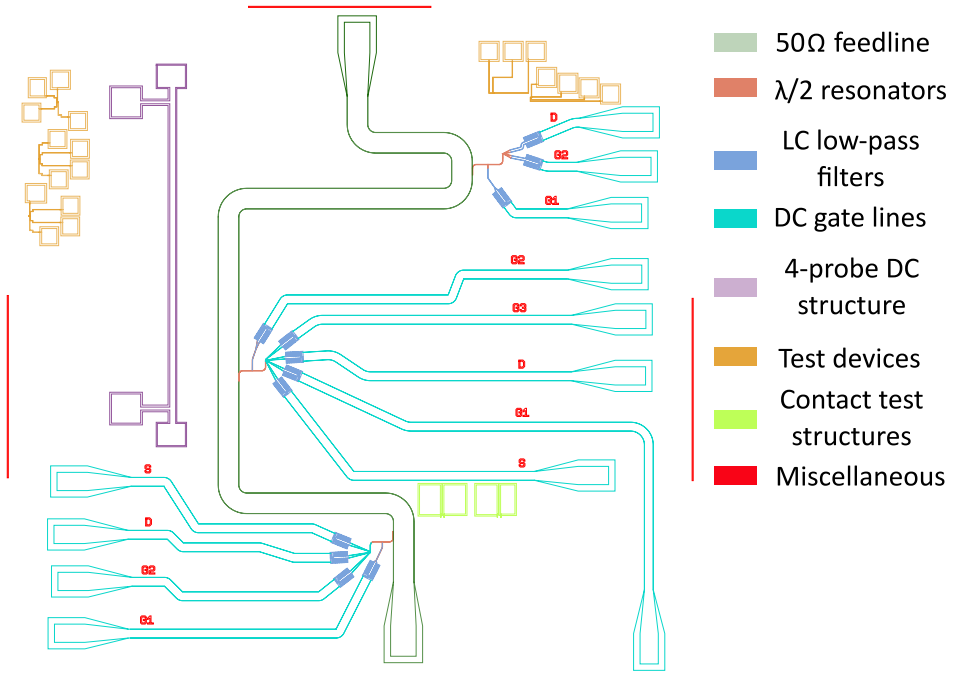 50Ω feedline
λ/2 resonators
LC low-pass
filters
DC gate lines
4-probe DC
structure
Test devices
Contact test
structures
Miscellaneous
D
G2
G1
G2
G3
D
G1
S
S
D
G2
G1